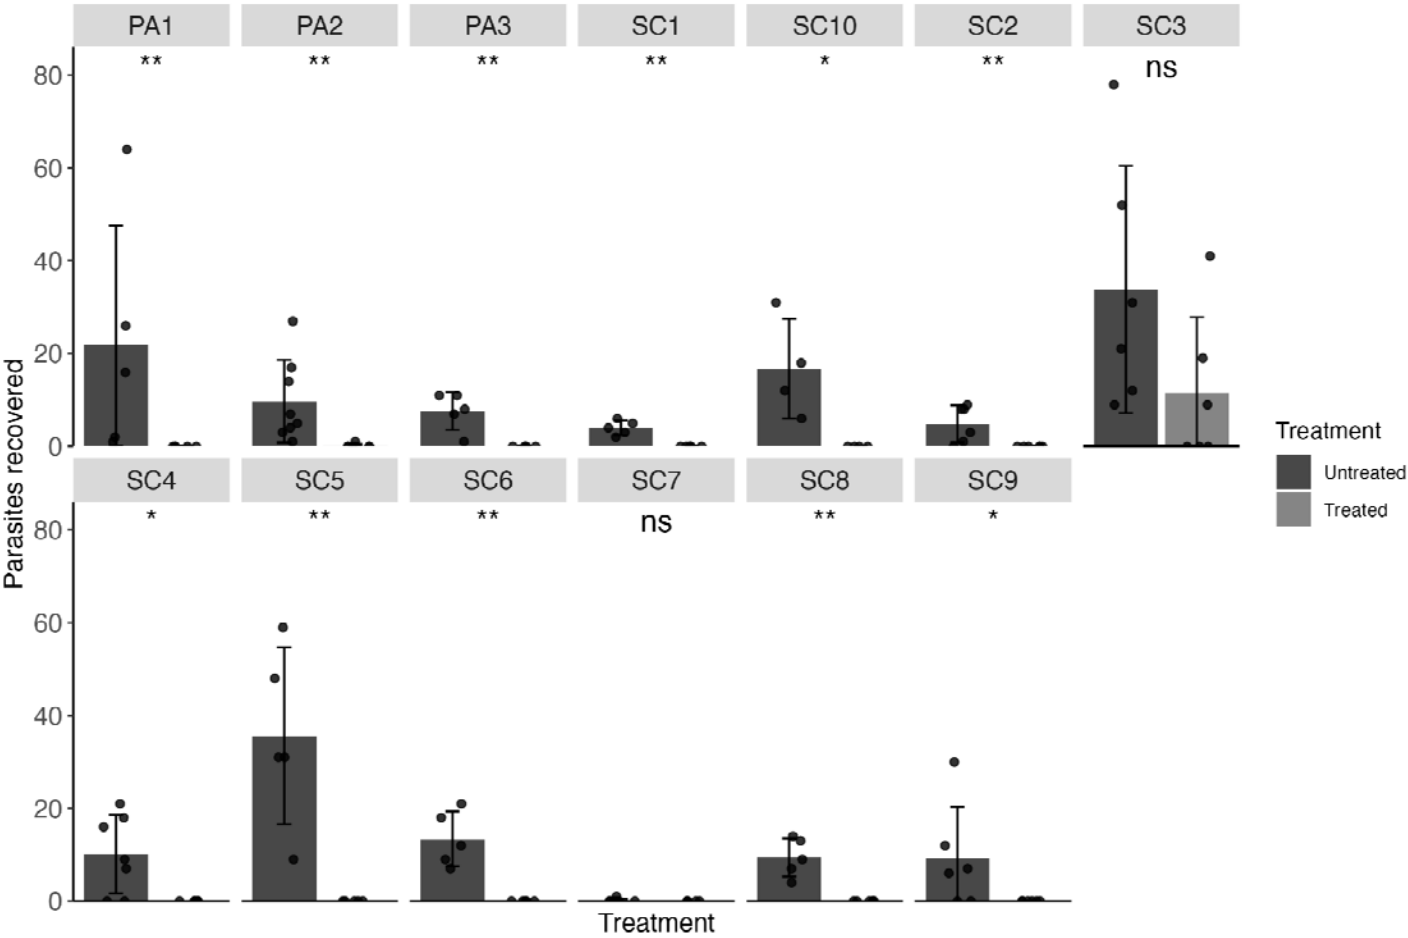 PA1 PA2 PA3 SC1 SC10 SC2 SC3
** ** ** ** * ** ns
80
60
40
20
0
Parasites recovered
SC4 SC5 SC6 SC7 SC8 SC9
* ** ** ns ** *
80
60
40
20
0
Treatment
Treatment
Untreated
Treated